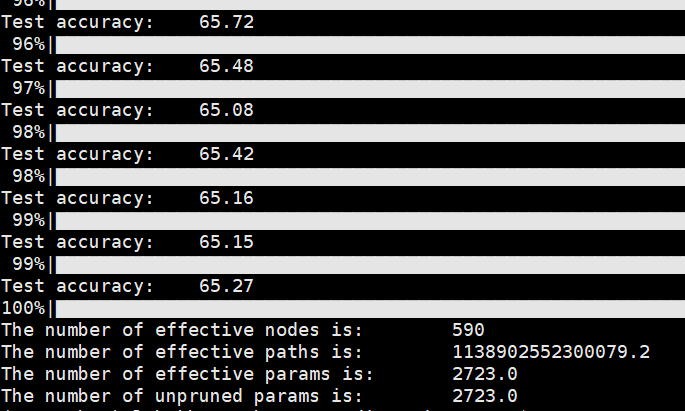 96%|
Test accuracy: 65.72
96%|
Test accuracy: 65.48
97%|
Test accuracy: 65.08
98%|
Test accuracy: 65.42
98%|
Test accuracy: 65.16
99%|
Test accuracy: 65.15
99%|
Test accuracy: 65.27
100%|
The number of effective nodes is: 590
The number of effective paths is: 1138902552300079.2
The number of effective params is: 2723.0
The number of unpruned params is: 2723.0